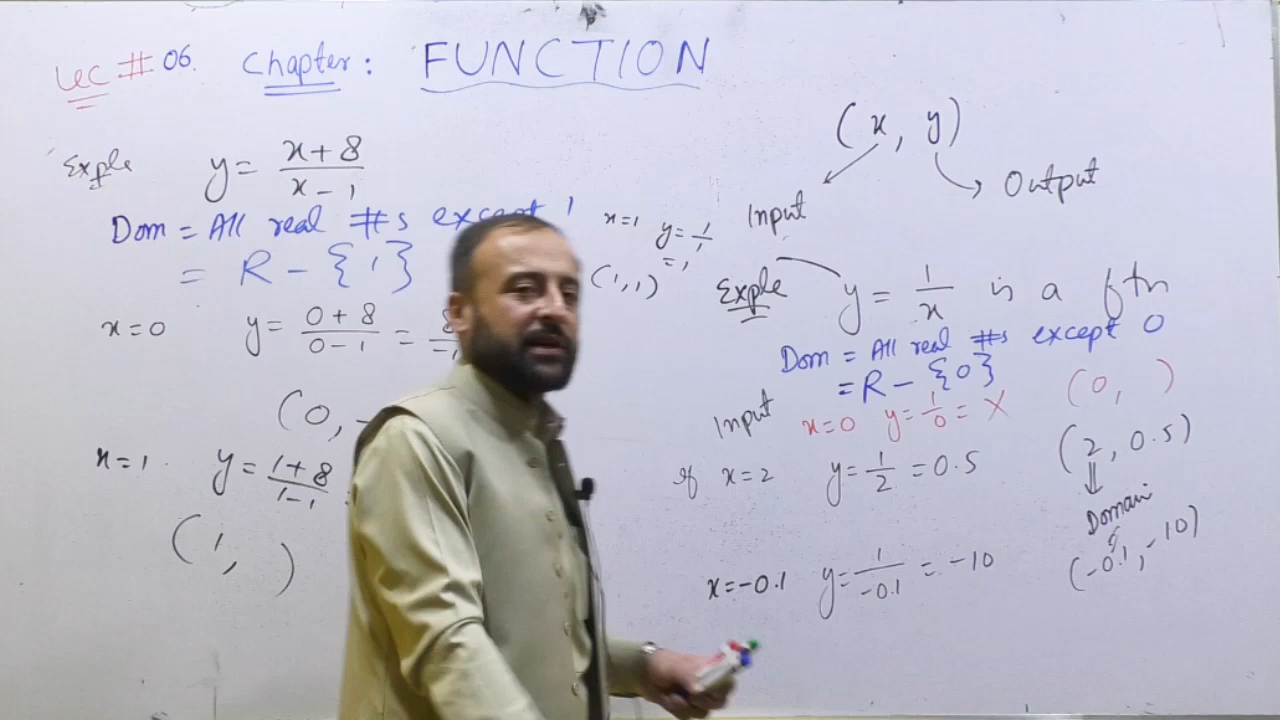 Lec # 06. Chapter: FUNCTION
Exple y = x+8 / x-1
Dom = All real #s except 1
= R - {1}
x=0 y = 0+8 / 0-1 = 8 / -1
(0, -
x=1. y = 1+8 / 1-1
(1, )
(x, y)
Input Output
x=1 y = 1/1
= 1
(1,1)
Exple y = 1/x is a ftn
Dom = All real #s except 0
= R - {0}
Input x=0 y = 1/0 = X (0, )
If x=2 y = 1/2 = 0.5 (2, 0.5)
Domain
x=-0.1 y = 1/-0.1 = -10 (-0.1, -10)